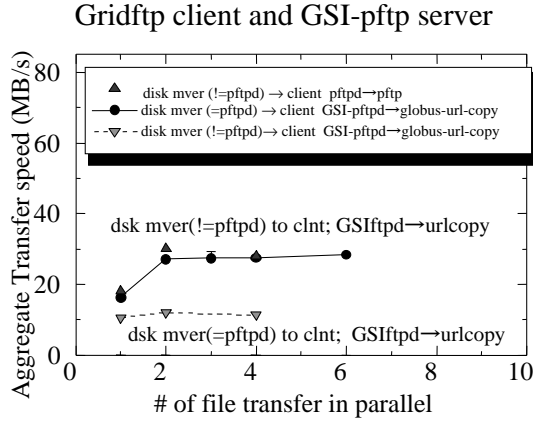 Gridftp client and GSI-pftp server
Aggregate Transfer speed (MB/s)
80
60
40
20
0
disk mver (!=pftpd)→client pftpd→pftp
disk mver (=pftpd)→client GSI-pftpd→globus-url-copy
disk mver (!=pftpd)→client GSI-pftpd→globus-url-copy
dsk mver(!=pftpd) to clnt; GSIftpd→urlcopy
dsk mver(=pftpd) to clnt; GSIftpd→urlcopy
0 2 4 6 8 10
# of file transfer in parallel